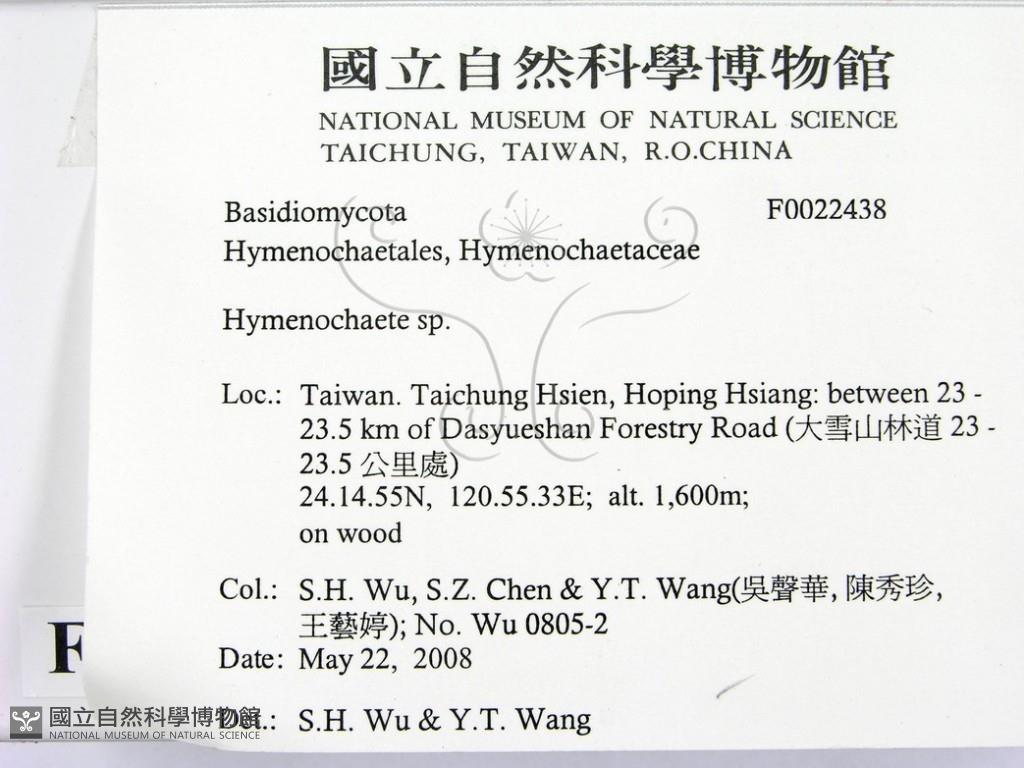 國立自然科學博物館
NATIONAL MUSEUM OF NATURAL SCIENCE
TAICHUNG, TAIWAN, R.O.CHINA
Basidiomycota F0022438
Hymenochaetales, Hymenochaetaceae
Hymenochaete sp.
Loc.: Taiwan. Taichung Hsien, Hoping Hsiang: between 23 -
23.5 km of Dasyueshan Forestry Road (大雪山林道 23 -
23.5 公里處)
24.14.55N, 120.55.33E; alt. 1,600m;
on wood
Col.: S.H. Wu, S.Z. Chen & Y.T. Wang(吳聲華, 陳秀珍,
王藝婷); No. Wu 0805-2
Date: May 22, 2008
Det.: S.H. Wu & Y.T. Wang
F
國立自然科學博物館
NATIONAL MUSEUM OF NATURAL SCIENCE